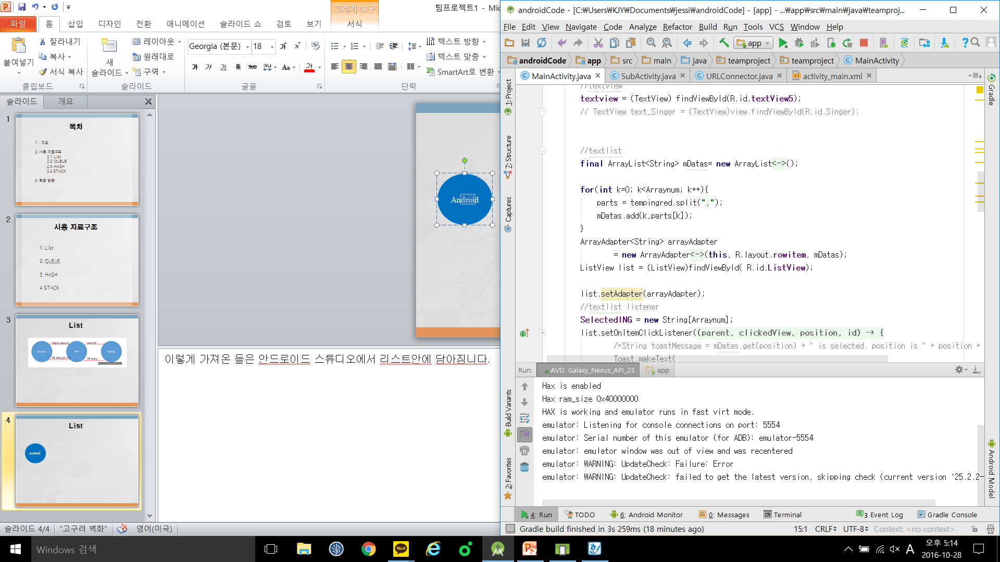 그리기 도구
팀프로젝트1 - Mic
파일
홈
삽입
디자인
전환
애니메이션
슬라이드 쇼
검토
보기
서식
붙여넣기
잘라내기
복사
서식 복사
클립보드
새
슬라이드
레이아웃
원래대로
구역
슬라이드
Georgia (본문)
18
글꼴
텍스트 방향
텍스트 맞춤
SmartArt로 변환
단락
슬라이드
개요
1
목차
1. 개요
2. 사용 자료구조
2-1. List
2-2. QUEUE
2-3. HASH
2-4 STACK
2
사용 자료구조
1. List
2. QUEUE
3. HASH
4 STACK
3
List
Android
PHP
MySQL
DB query
4
List
Android
Android
이렇게 가져온 들은 안드로이드 스튜디오에서 리스트안에 담아짐니다.
슬라이드 4/4
"고구려 벽화"
영어(미국)
androidCode - [C:₩Users₩KJY₩Documents₩jessi₩androidCode] - [app] - ...₩app₩src₩main₩java₩teamproj...
File Edit View Navigate Code Analyze Refactor Build Run Tools VCS Window Help
app
androidCode
app
src
main
java
teamproject
teamproject
MainActivity
MainActivity.java
SubActivity.java
URLConnector.java
activity_main.xml
6
1: Project
7: Structure
Captures
Build Variants
2: Favorites
Gradle
Android Model
//textview
textview = (TextView) findViewById(R.id.textView5);
// TextView text_Singer = (TextView)view.findViewById(R.id.Singer);
//textlist
final ArrayList<String> mDatas= new ArrayList<~>();
for(int k=0; k<Arraynum; k++){
parts = tempingred.split(",");
mDatas.add(k,parts[k]);
}
ArrayAdapter<String> arrayAdapter
= new ArrayAdapter<~>(this, R.layout.rowitem, mDatas);
ListView list = (ListView)findViewById( R.id.ListView);
list.setAdapter(arrayAdapter);
//textlist listener
SelectedING = new String[Arraynum];
list.setOnItemClickListener((parent, clickedView, position, id) → {
/*String toastMessage = mDatas.get(position) + " is selected. position is " + position +
Toast.makeText(
Run:
AVD: Galaxy_Nexus_API_23
app
Hax is enabled
Hax ram_size 0x40000000
HAX is working and emulator runs in fast virt mode.
emulator: Listening for console connections on port: 5554
emulator: Serial number of this emulator (for ADB): emulator-5554
emulator: emulator window was out of view and was recentered
emulator: WARNING: UpdateCheck: Failure: Error
emulator: WARNING: UpdateCheck: failed to get the latest version, skipping check (current version '25.2.2-
4: Run
TODO
6: Android Monitor
0: Messages
Terminal
3 Event Log
Gradle Console
Gradle build finished in 3s 259ms (18 minutes ago)
15:1
CRLF
UTF-8
Context: <no context>
Windows 검색
TALK
A
오후 5:14
2016-10-28